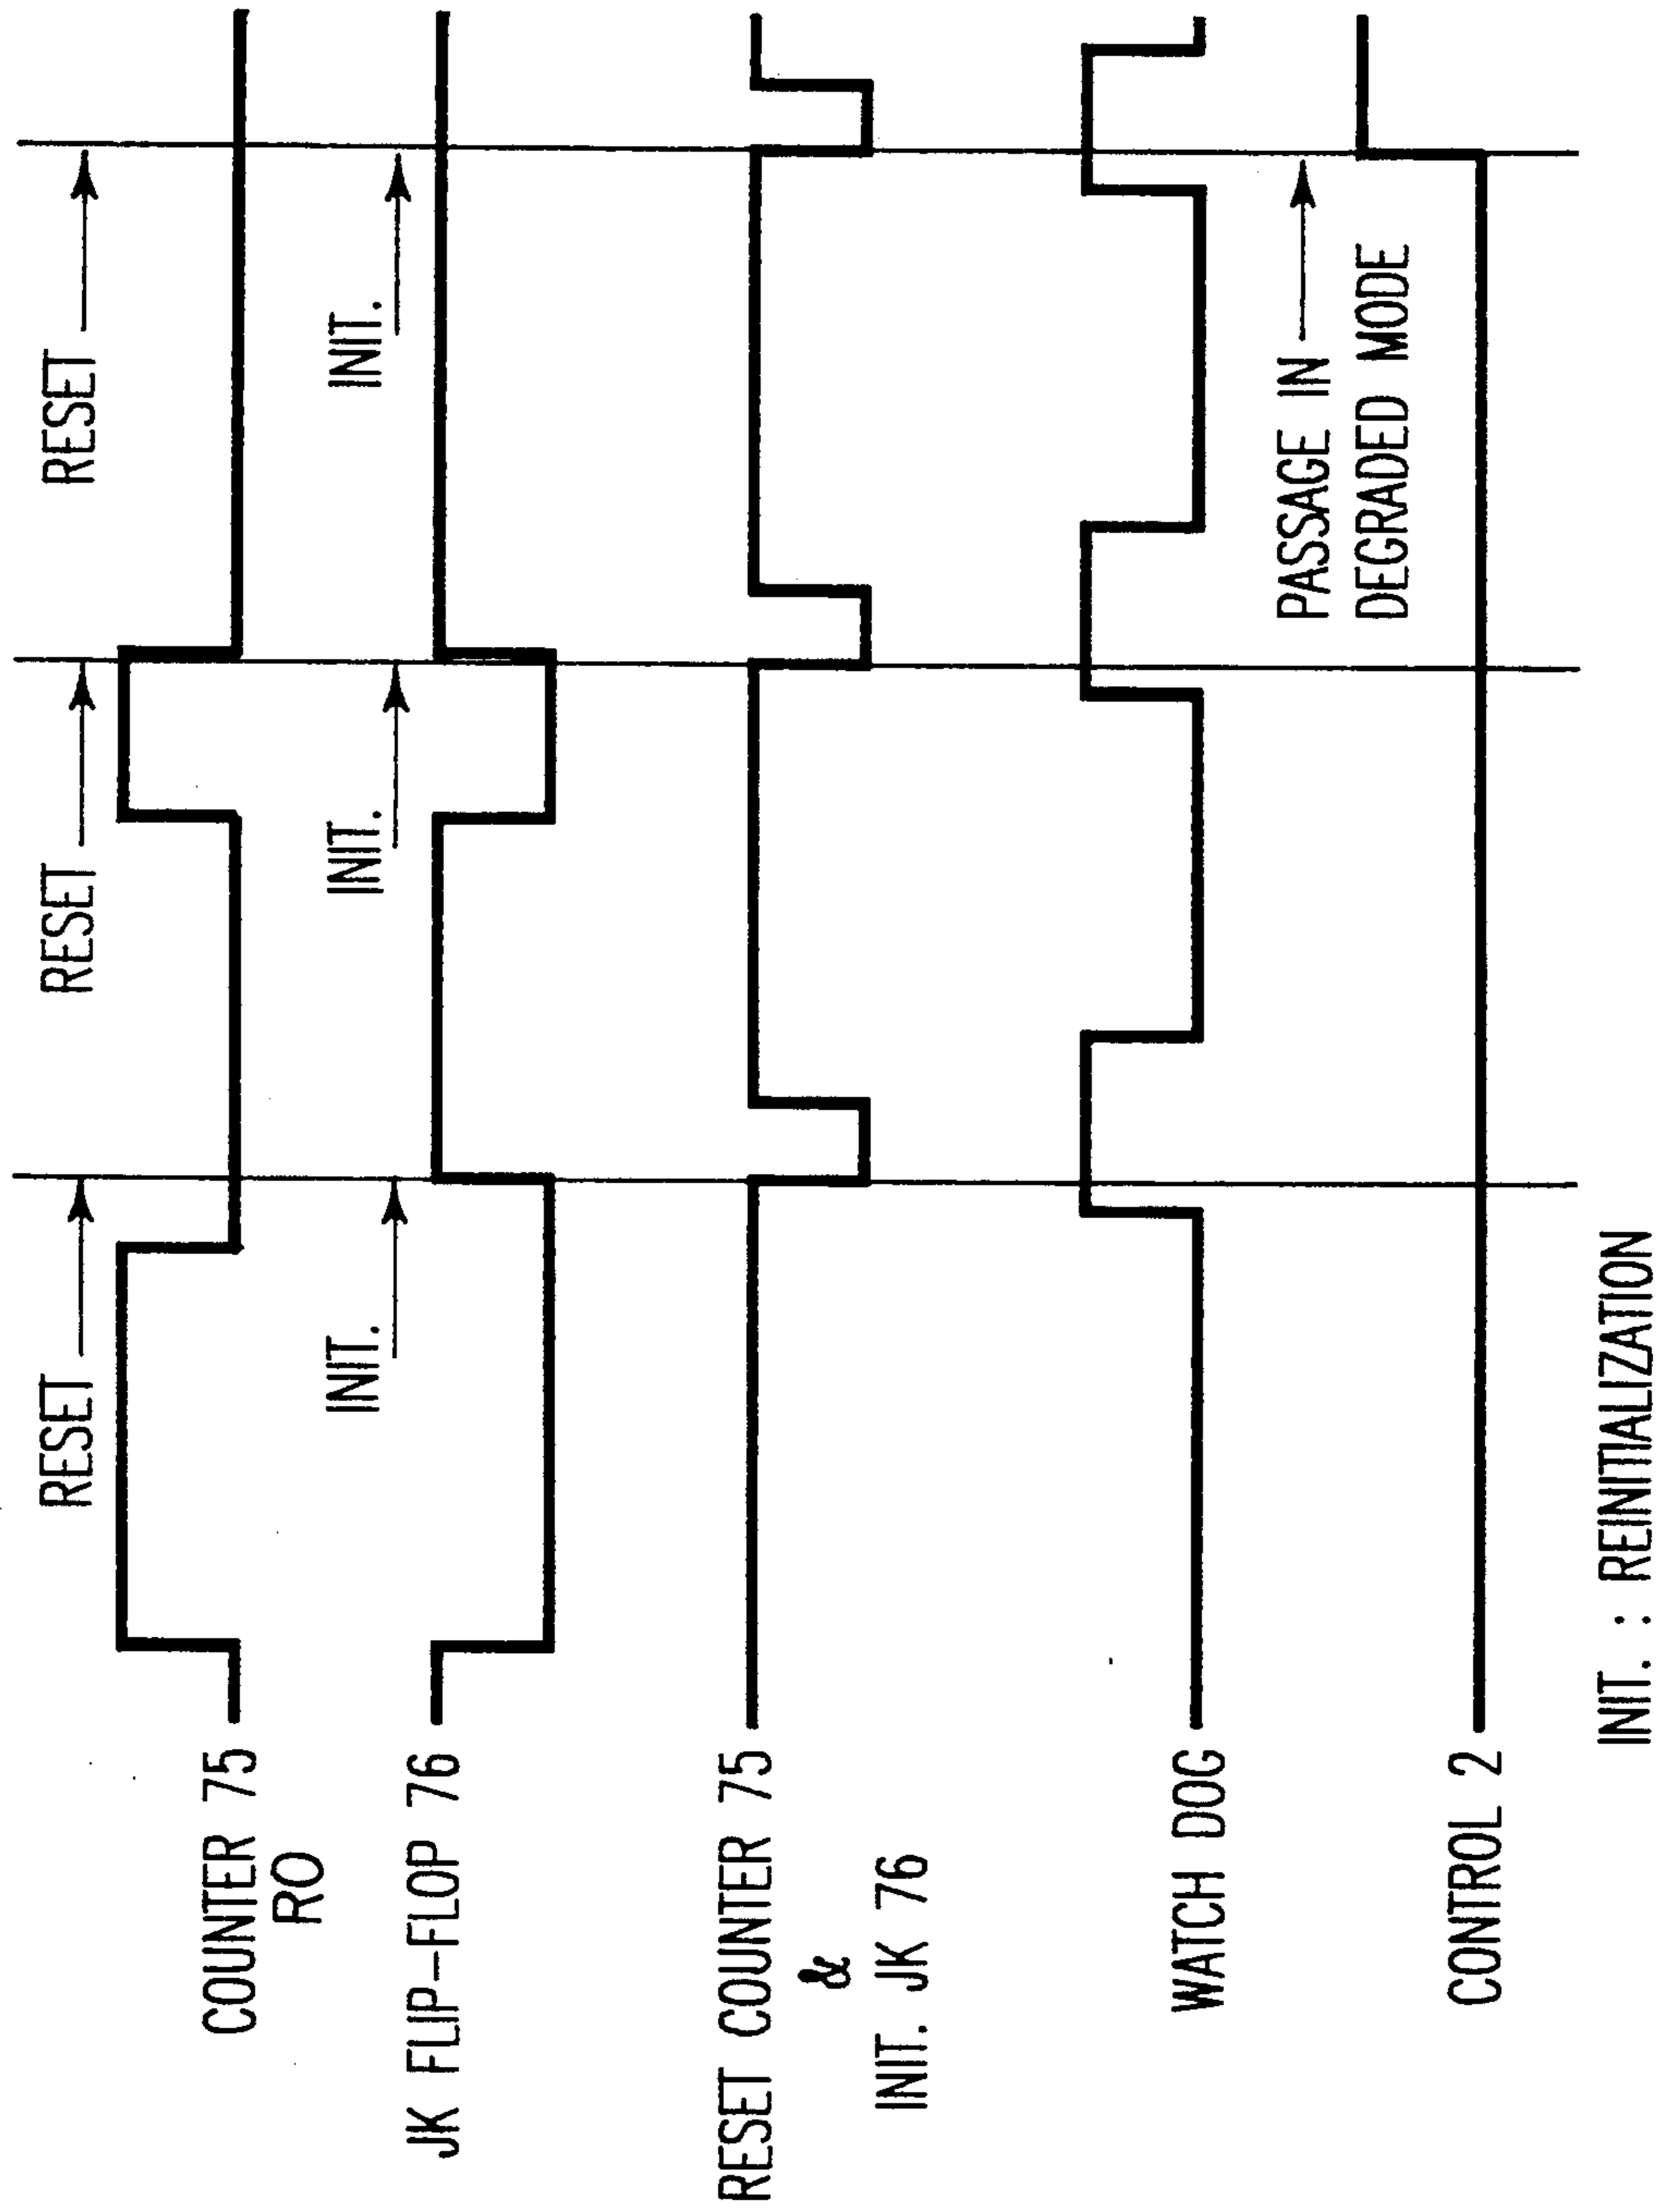 RESET
RESET
RESET
COUNTER 75
RO
INIT.
INIT.
INIT.
JK FLIP-FLOP 76
RESET COUNTER 75
&
INIT. JK 76
WATCH DOG
PASSAGE IN
DEGRADED MODE
CONTROL 2
INIT. : REINITIALIZATION